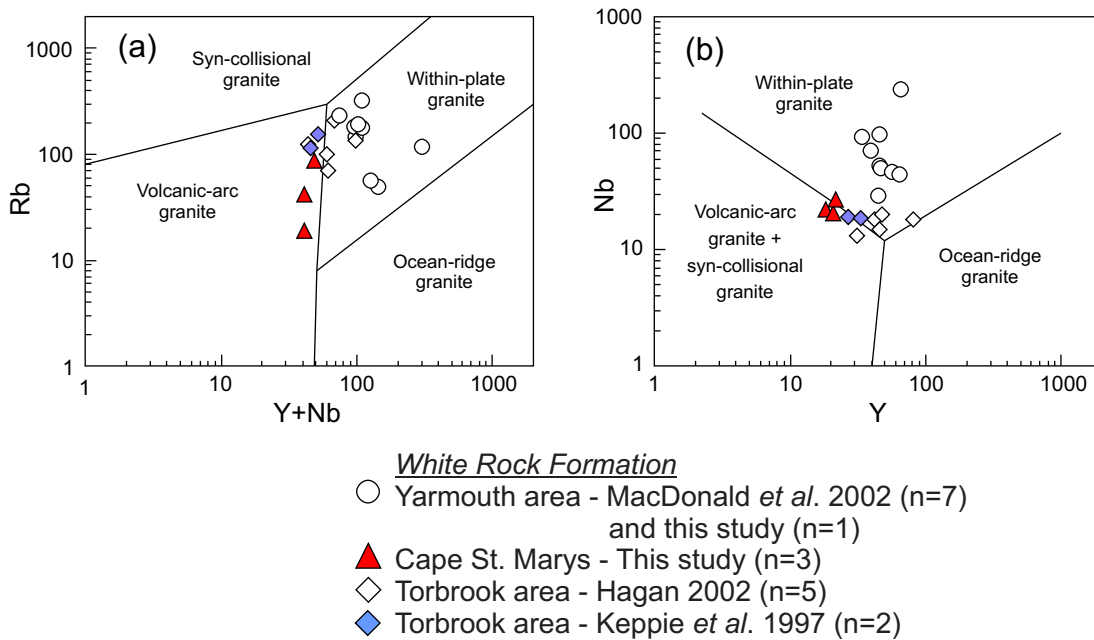 (a)
1000
100
10
1
Rb
Syn-collisional
granite
Within-plate
granite
Volcanic-arc
granite
Ocean-ridge
granite
1
10
100
1000
Y+Nb
(b)
1000
100
10
1
Nb
Within-plate
granite
Volcanic-arc
granite +
syn-collisional
granite
Ocean-ridge
granite
1
10
100
1000
Y
White Rock Formation
Yarmouth area - MacDonald et al. 2002 (n=7)
and this study (n=1)
Cape St. Marys - This study (n=3)
Torbrook area - Hagan 2002 (n=5)
Torbrook area - Keppie et al. 1997 (n=2)